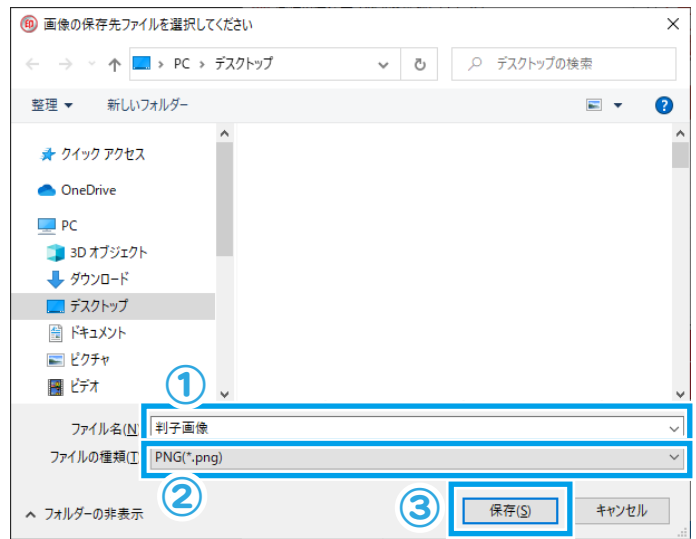 印 画像の保存先ファイルを選択してください
PC デスクトップ デスクトップの検索
整理 新しいフォルダー
クイック アクセス
OneDrive
PC
3D オブジェクト
ダウンロード
デスクトップ
ドキュメント
ピクチャ
ビデオ
①
ファイル名(N 判子画像
ファイルの種類(T PNG(*.png)
②
③
フォルダーの非表示 保存(S) キャンセル